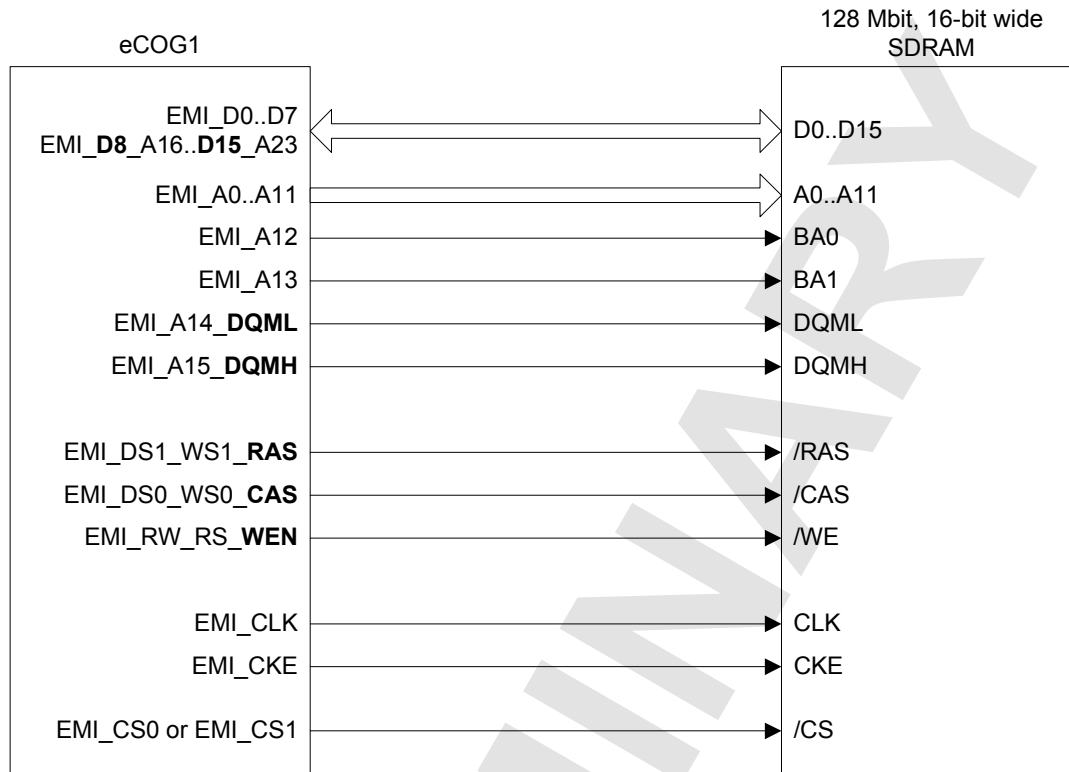 eCOG1
128 Mbit, 16-bit wide
SDRAM
EMI_D0..D7
EMI_D8_A16..D15_A23
D0..D15
EMI_A0..A11
A0..A11
EMI_A12
BA0
EMI_A13
BA1
EMI_A14_DQML
DQML
EMI_A15_DQMH
DQMH
EMI_DS1_WS1_RAS
/RAS
EMI_DS0_WS0_CAS
/CAS
EMI_RW_RS_WEN
/WE
EMI_CLK
CLK
EMI_CKE
CKE
EMI_CS0 or EMI_CS1
/CS
MINARY